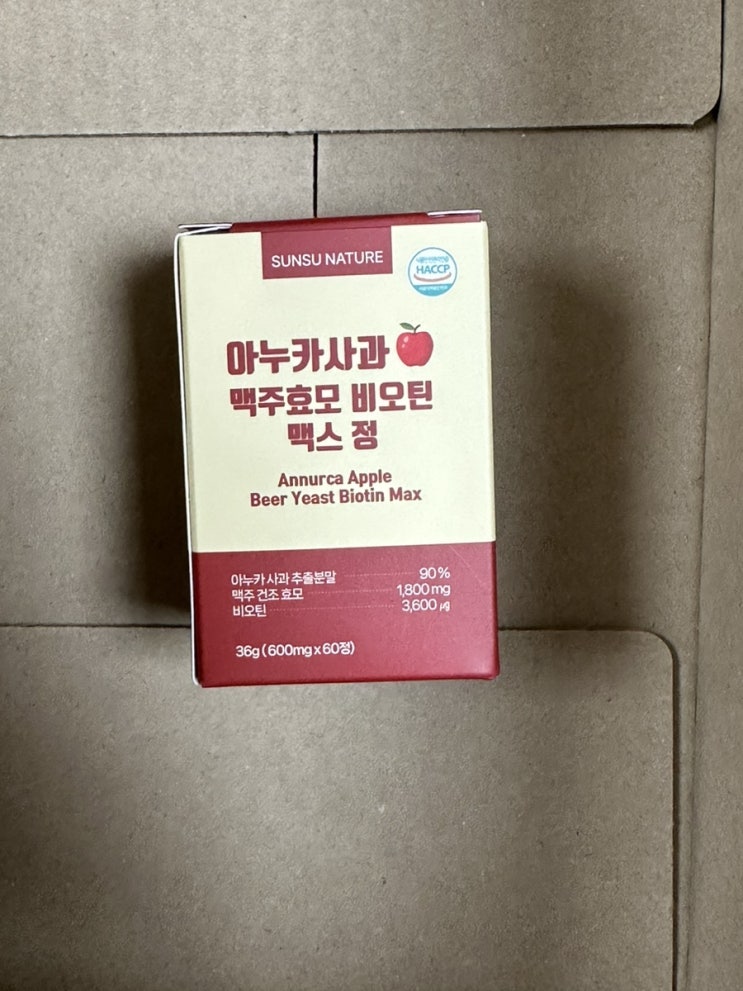 SUNSU NATURE
HACCP
아누카사과
맥주효모 비오틴
맥스 정
Annurca Apple
Beer Yeast Biotin Max
아누카 사과 추출분말 90%
맥주 건조 효모 1,800mg
비오틴 3,600㎍
36g(600mg x 60정)